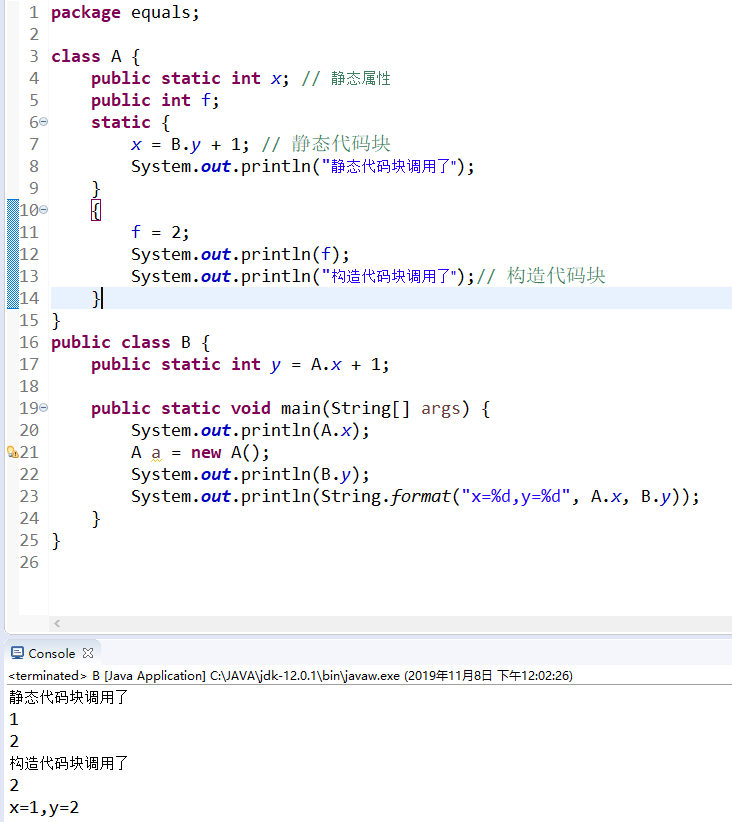 1 package equals;
2
3 class A {
4     public static int x; // 静态属性
5     public int f;
6     static {
7         x = B.y + 1; // 静态代码块
8         System.out.println("静态代码块调用了");
9     }
10     {
11         f = 2;
12         System.out.println(f);
13         System.out.println("构造代码块调用了");// 构造代码块
14     }
15 }
16 public class B {
17     public static int y = A.x + 1;
18
19     public static void main(String[] args) {
20         System.out.println(A.x);
21         A a = new A();
22         System.out.println(B.y);
23         System.out.println(String.format("x=%d,y=%d", A.x, B.y));
24     }
25 }
26
Console
<terminated> B [Java Application] C:\JAVA\jdk-12.0.1\bin\javaw.exe (2019年11月8日 下午12:02:26)
静态代码块调用了
1
2
构造代码块调用了
2
x=1,y=2